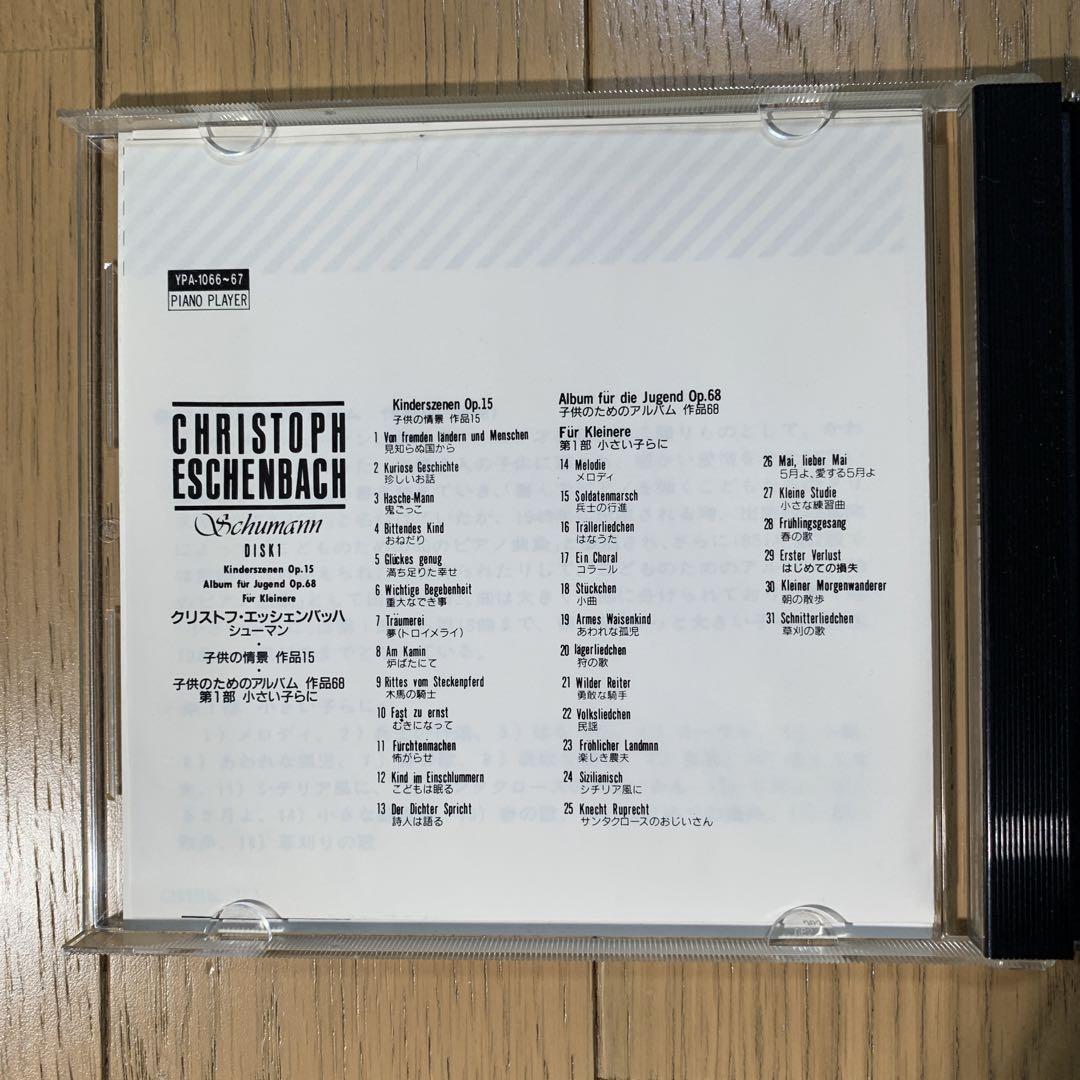 YPA-1066~67
PIANO PLAYER
CHRISTOPH
ESCHENBACH
Schumann
DISK1
Kinderszenen Op.15
Album für Jugend Op.68
Für Kleinere
クリストフ・エッシェンバッハ
シューマン
・
子供の情景 作品15
・
子供のためのアルバム 作品68
第1部 小さい子らに
Kinderszenen Op.15
子供の情景 作品15
1 Von fremden ländern und Menschen
見知らぬ国から
2 Kuriose Geschichte
珍しいお話
3 Hasche-Mann
鬼ごっこ
4 Bittendes Kind
おねだり
5 Glückes genug
満ち足りた幸せ
6 Wichtige Begebenheit
重大なでき事
7 Träumerei
夢(トロイメライ)
8 Am Kamin
炉ばたにて
9 Rittes vom Steckenpferd
木馬の騎士
10 Fast zu ernst
むきになって
11 Fürchtenmachen
怖がらせ
12 Kind im Einschlummern
こどもは眠る
13 Der Dichter Spricht
詩人は語る
Album für die Jugend Op.68
子供のためのアルバム 作品68
Für Kleinere
第1部 小さい子らに
14 Melodie
メロディ
15 Soldatenmarsch
兵士の行進
16 Trällerliedchen
はなうた
17 Ein Choral
コラール
18 Stückchen
小曲
19 Armes Waisenkind
あわれな孤児
20 lägerliedchen
狩の歌
21 Wilder Reiter
勇敢な騎手
22 Volksliedchen
民謡
23 Fröhlicher Landmnn
楽しき農夫
24 Sizilianisch
シチリア風に
25 Knecht Ruprecht
サンタクロースのおじいさん
26 Mai, lieber Mai
5月よ、愛する5月よ
27 Kleine Studie
小さな練習曲
28 Frühlingsgesang
春の歌
29 Erster Verlust
はじめての損失
30 Kleiner Morgenwanderer
朝の散歩
31 Schnitterliedchen
草刈の歌